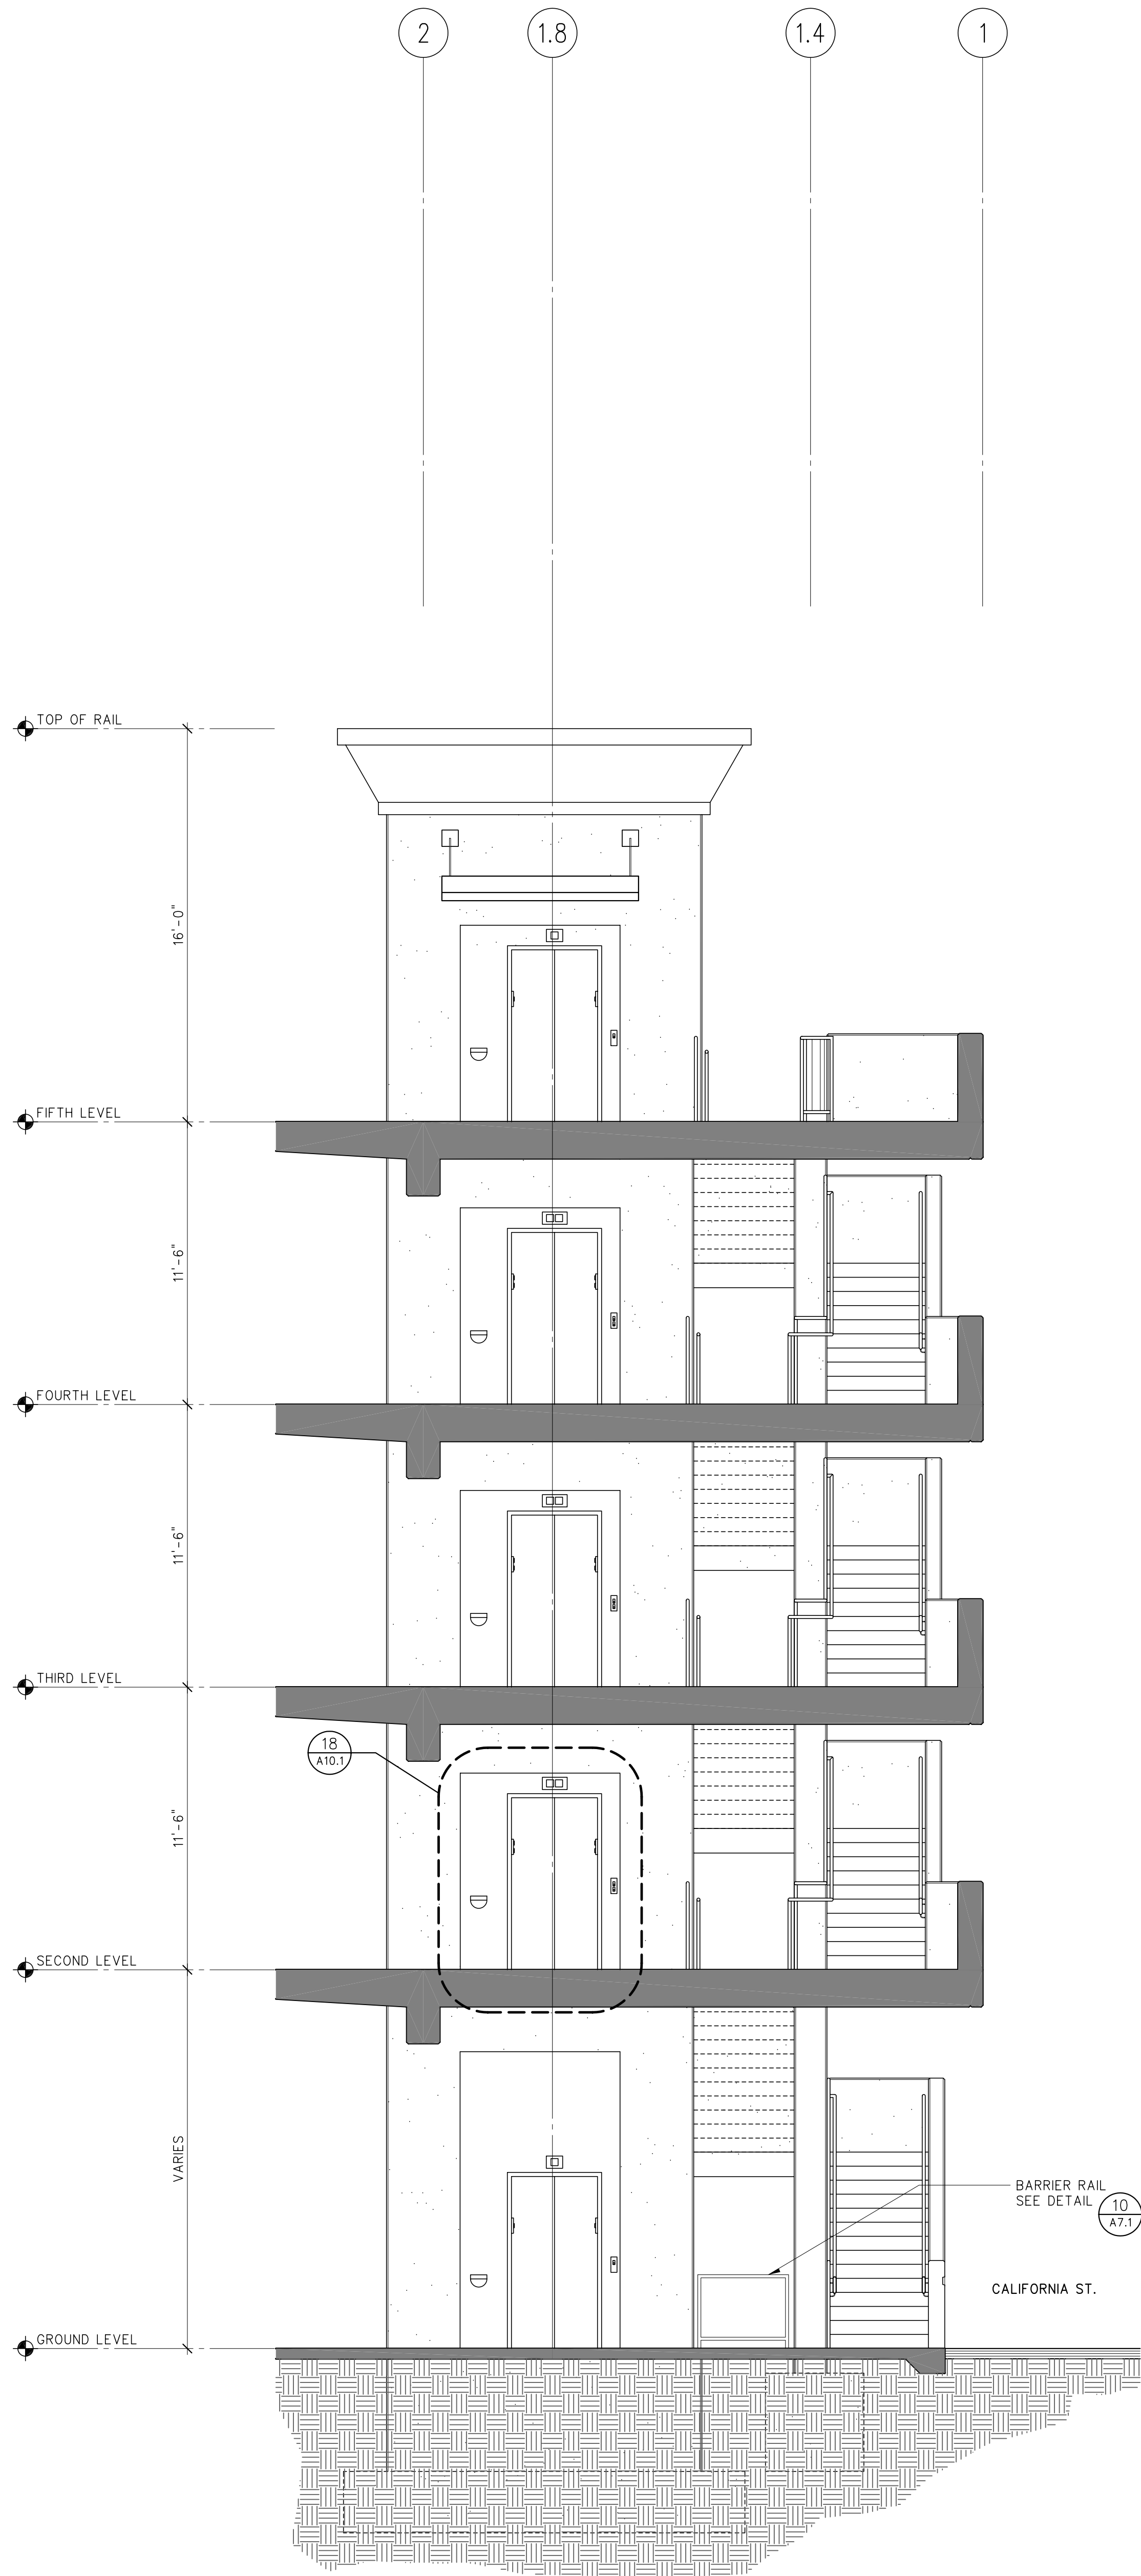 2
1.8
1.4
1
TOP OF RAIL
16'-0"
FIFTH LEVEL
11'-6"
FOURTH LEVEL
11'-6"
THIRD LEVEL
18
A10.1
11'-6"
SECOND LEVEL
VARIES
BARRIER RAIL
SEE DETAIL
10
A7.1
CALIFORNIA ST.
GROUND LEVEL